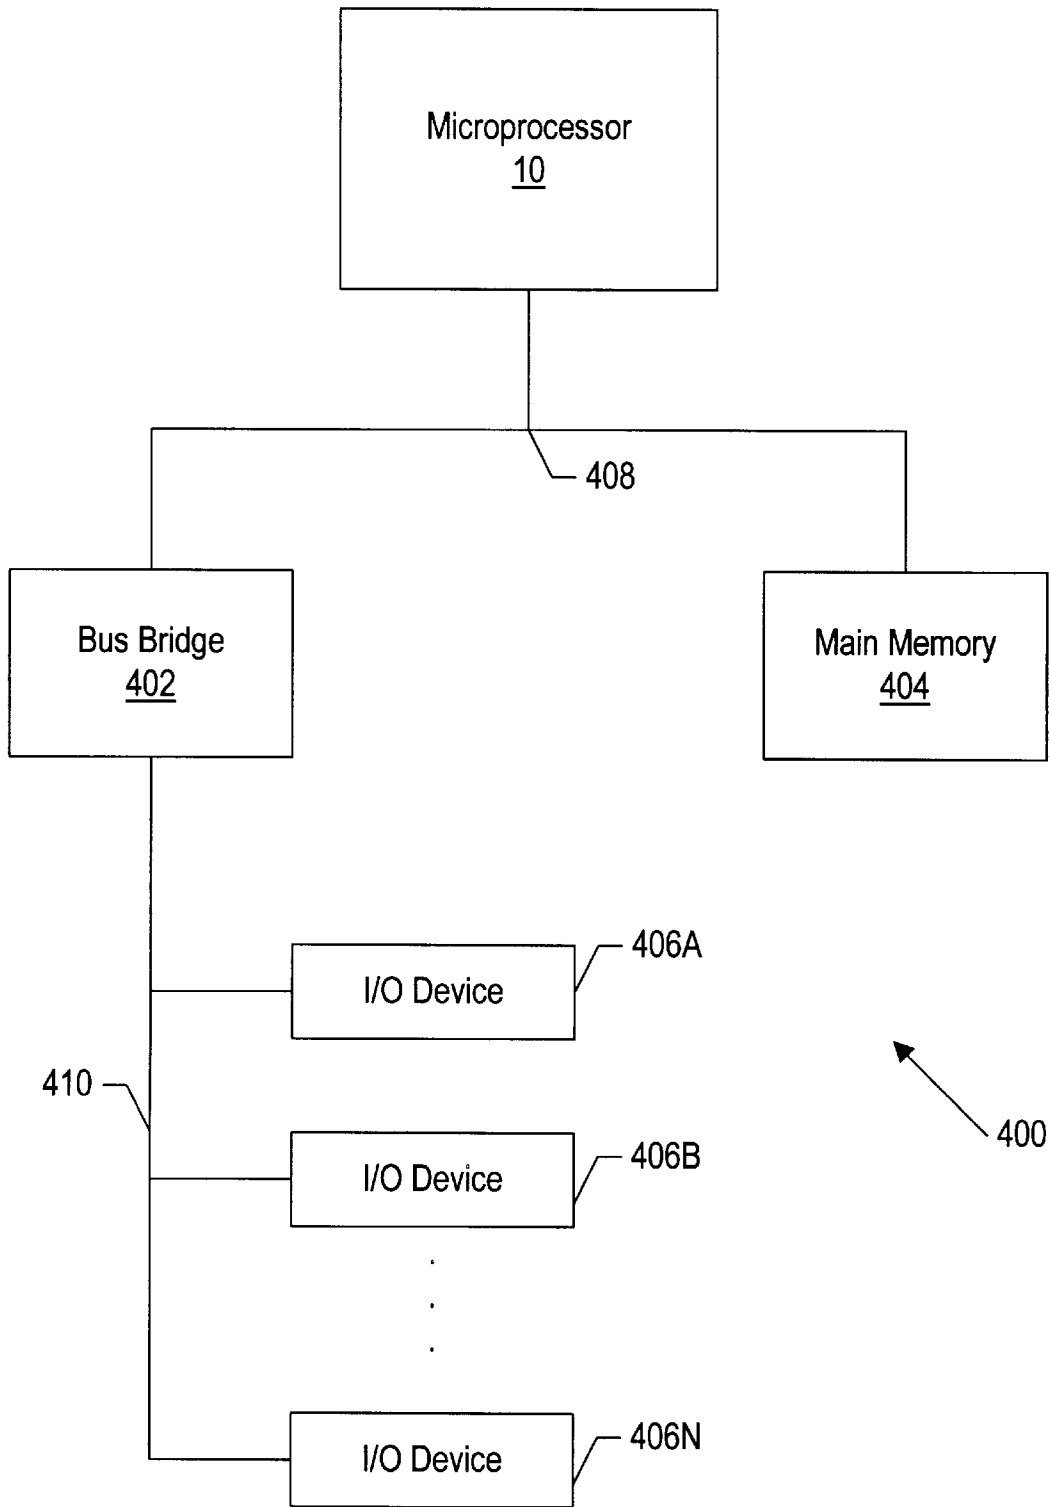 Microprocessor
10
408
Bus Bridge
402
Main Memory
404
406A
I/O Device
410
400
406B
I/O Device
406N
I/O Device